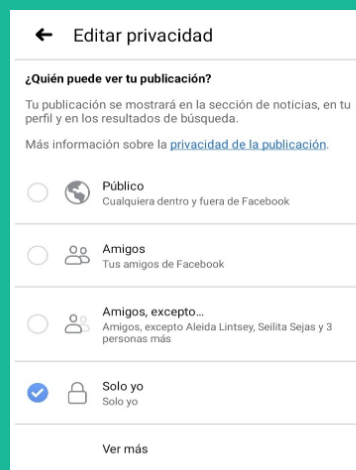 Editar privacidad
¿Quién puede ver tu publicación?
Tu publicación se mostrará en la sección de noticias, en tu
perfil y en los resultados de búsqueda.
Más información sobre la privacidad de la publicación.
Público
Cualquiera dentro y fuera de Facebook
Amigos
Tus amigos de Facebook
Amigos, excepto...
Amigos, excepto Aleida Lintsey, Seilita Sejas y 3
personas más
Solo yo
Solo yo
Ver más